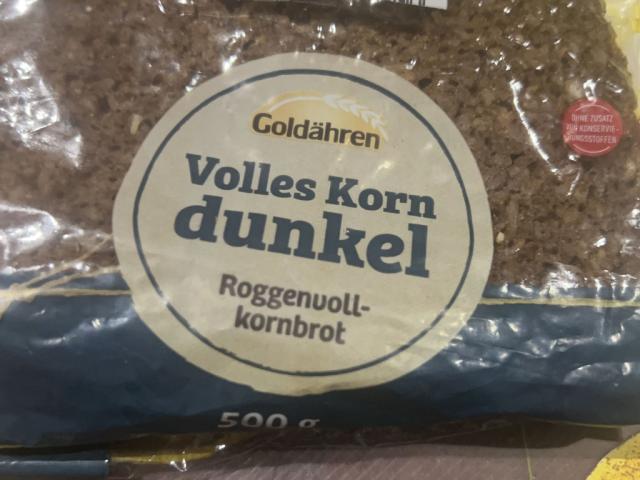 Goldähren
Volles Korn
dunkel
Roggenvoll-
kornbrot
OHNE ZUSATZ
VON KONSERVIE-
RUNGSSTOFFEN
500 g